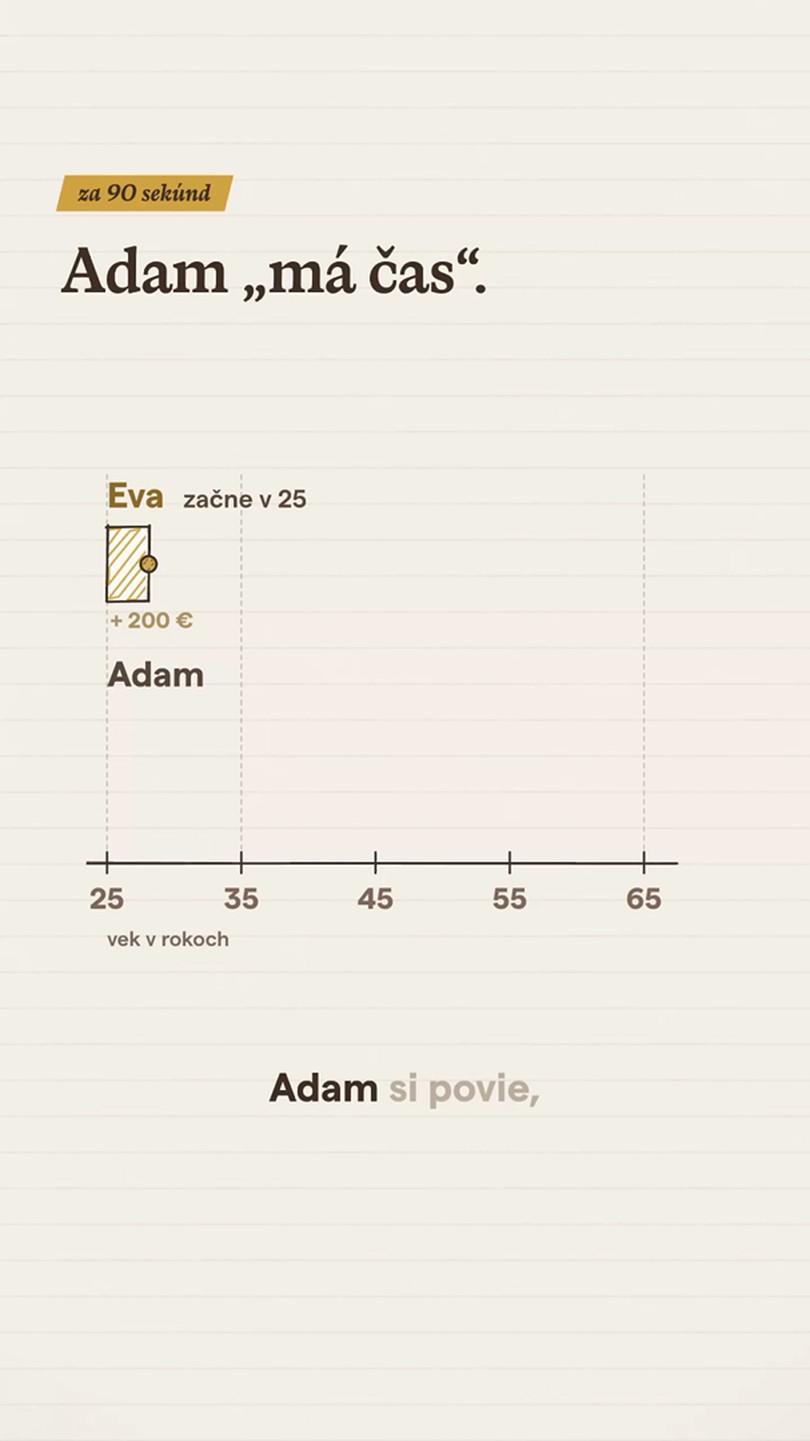 za 90 sekúnd
Adam „má čas“.
Eva začne v 25
+ 200 €
Adam
25 35 45 55 65
vek v rokoch
Adam si povie,